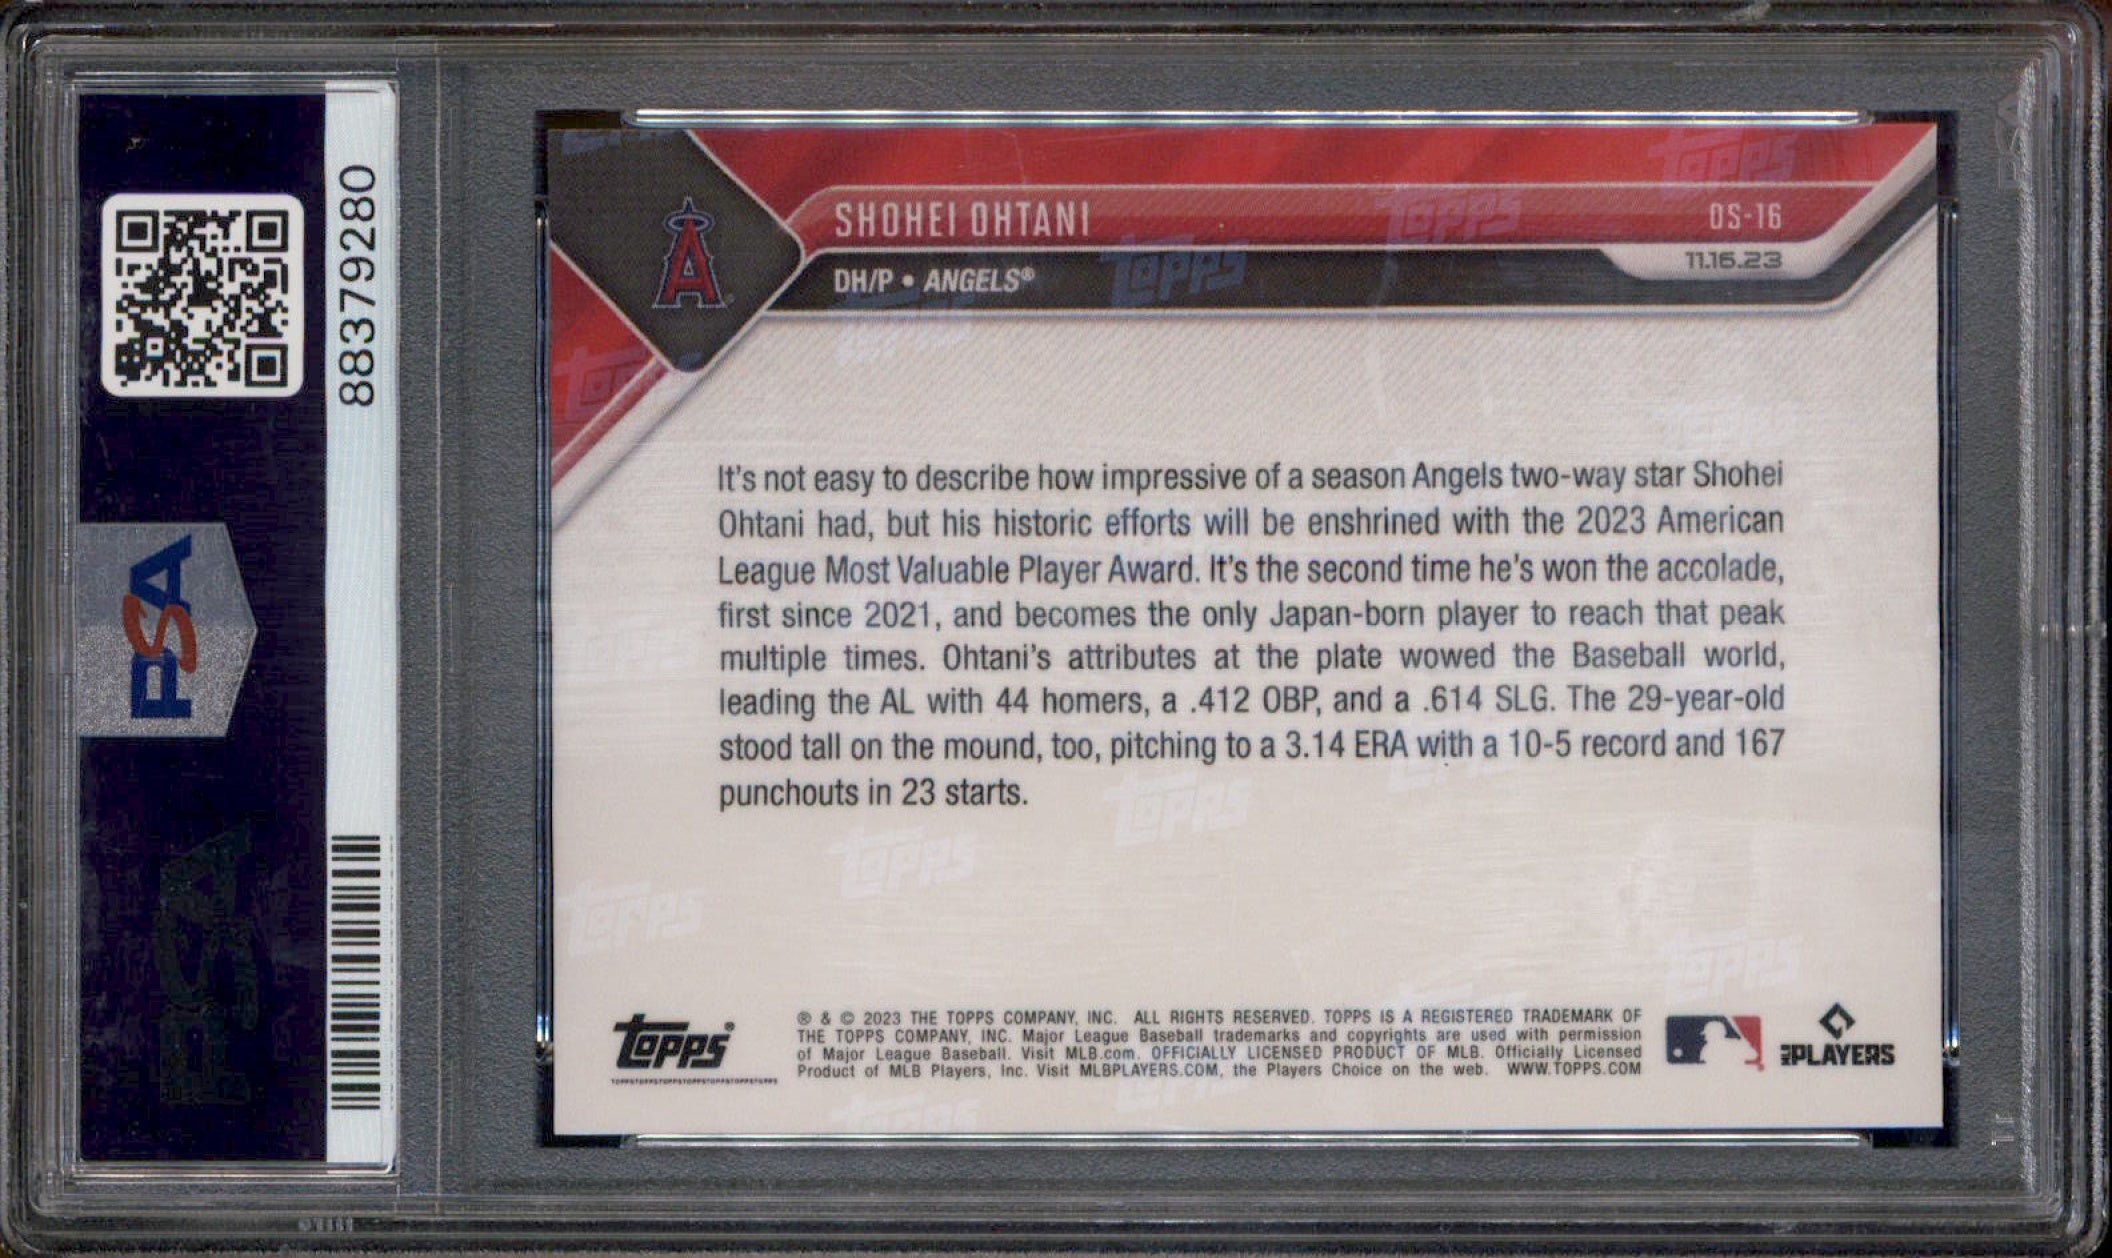 88379280
PSA
SHOHEI OHTANI
OS-16
DH/P • ANGELS®
11.16.23
It's not easy to describe how impressive of a season Angels two-way star Shohei
Ohtani had, but his historic efforts will be enshrined with the 2023 American
League Most Valuable Player Award. It's the second time he's won the accolade,
first since 2021, and becomes the only Japan-born player to reach that peak
multiple times. Ohtani's attributes at the plate wowed the Baseball world,
leading the AL with 44 homers, a .412 OBP, and a .614 SLG. The 29-year-old
stood tall on the mound, too, pitching to a 3.14 ERA with a 10-5 record and 167
punchouts in 23 starts.
Topps®
® & © 2023 THE TOPPS COMPANY, INC. ALL RIGHTS RESERVED. TOPPS IS A REGISTERED TRADEMARK OF
THE TOPPS COMPANY, INC. Major League Baseball trademarks and copyrights are used with permission
of Major League Baseball. Visit MLB.com. OFFICIALLY LICENSED PRODUCT OF MLB. Officially Licensed
Product of MLB Players, Inc. Visit MLBPLAYERS.COM, the Players Choice on the web. WWW.TOPPS.COM
MLB PLAYERS